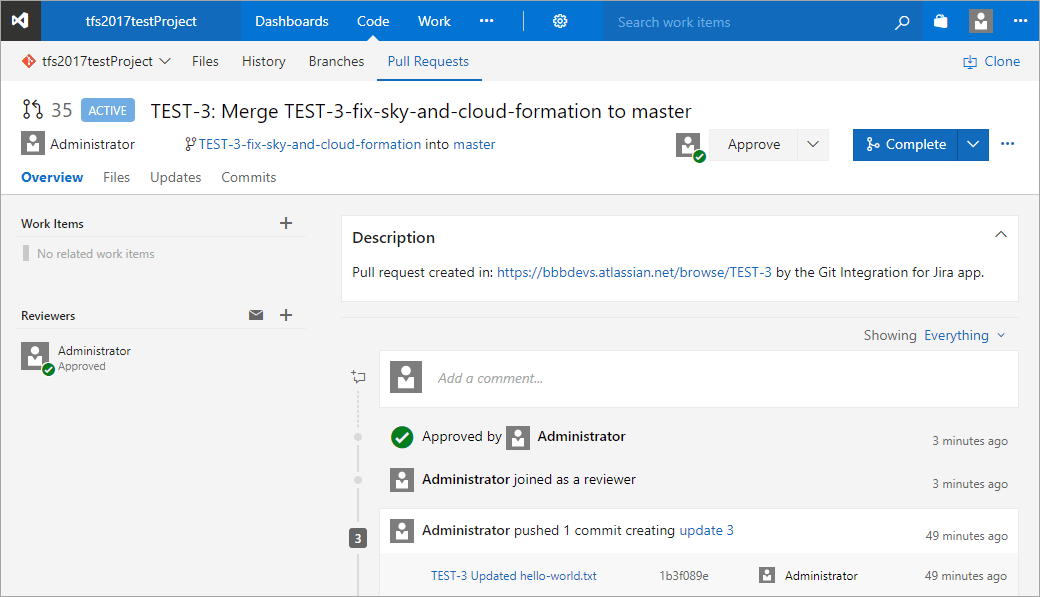 tfs2017testProject Dashboards Code Work ••• Search work items •••
tfs2017testProject Files History Branches Pull Requests Clone
35 ACTIVE TEST-3: Merge TEST-3-fix-sky-and-cloud-formation to master
Administrator TEST-3-fix-sky-and-cloud-formation into master Approve Complete •••
Overview Files Updates Commits
Work Items +
No related work items
Reviewers +
Administrator
Approved
Description
Pull request created in: https://bbbdevs.atlassian.net/browse/TEST-3 by the Git Integration for Jira app.
Showing Everything
Add a comment...
Approved by Administrator 3 minutes ago
Administrator joined as a reviewer 3 minutes ago
3 Administrator pushed 1 commit creating update 3 49 minutes ago
TEST-3 Updated hello-world.txt 1b3f089e Administrator 49 minutes ago